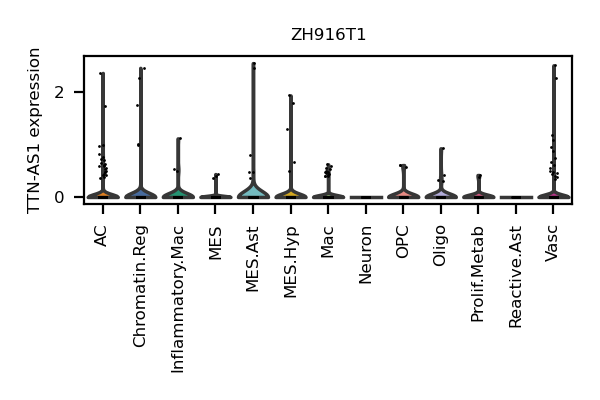 ZH916T1
TTN-AS1 expression
2
0
AC
Chromatin.Reg
Inflammatory.Mac
MES
MES.Ast
MES.Hyp
Mac
Neuron
OPC
Oligo
Prolif.Metab
Reactive.Ast
Vasc